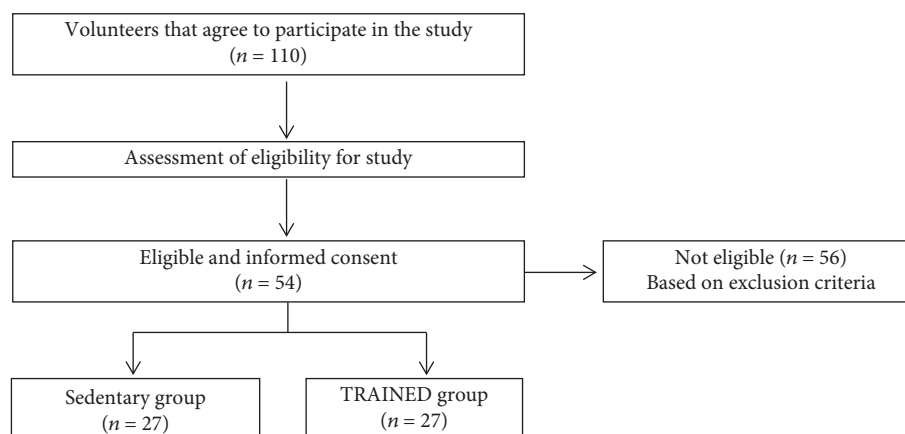 Volunteers that agree to participate in the study
(n = 110)
Assessment of eligibility for study
Eligible and informed consent
(n = 54)
Not eligible (n = 56)
Based on exclusion criteria
Sedentary group
(n = 27)
TRAINED group
(n = 27)